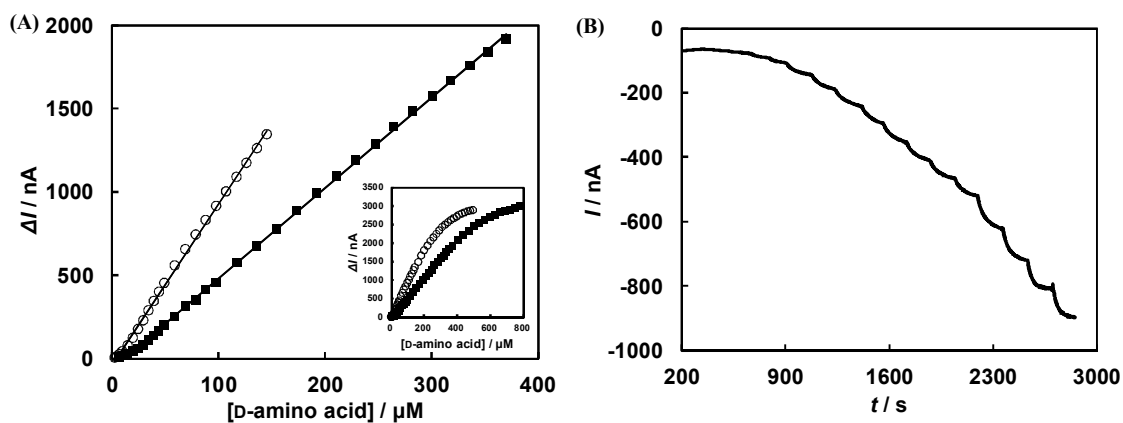 (A)
2000
1500
1000
500
0
ΔI / nA
0 100 200 300 400
[D-amino acid] / μM
3500
3000
2500
2000
1500
1000
500
0
ΔI / nA
0 200 400 600 800
[D-amino acid] / μM
(B)
0
-200
-400
-600
-800
-1000
I / nA
200 900 1600 2300 3000
t / s